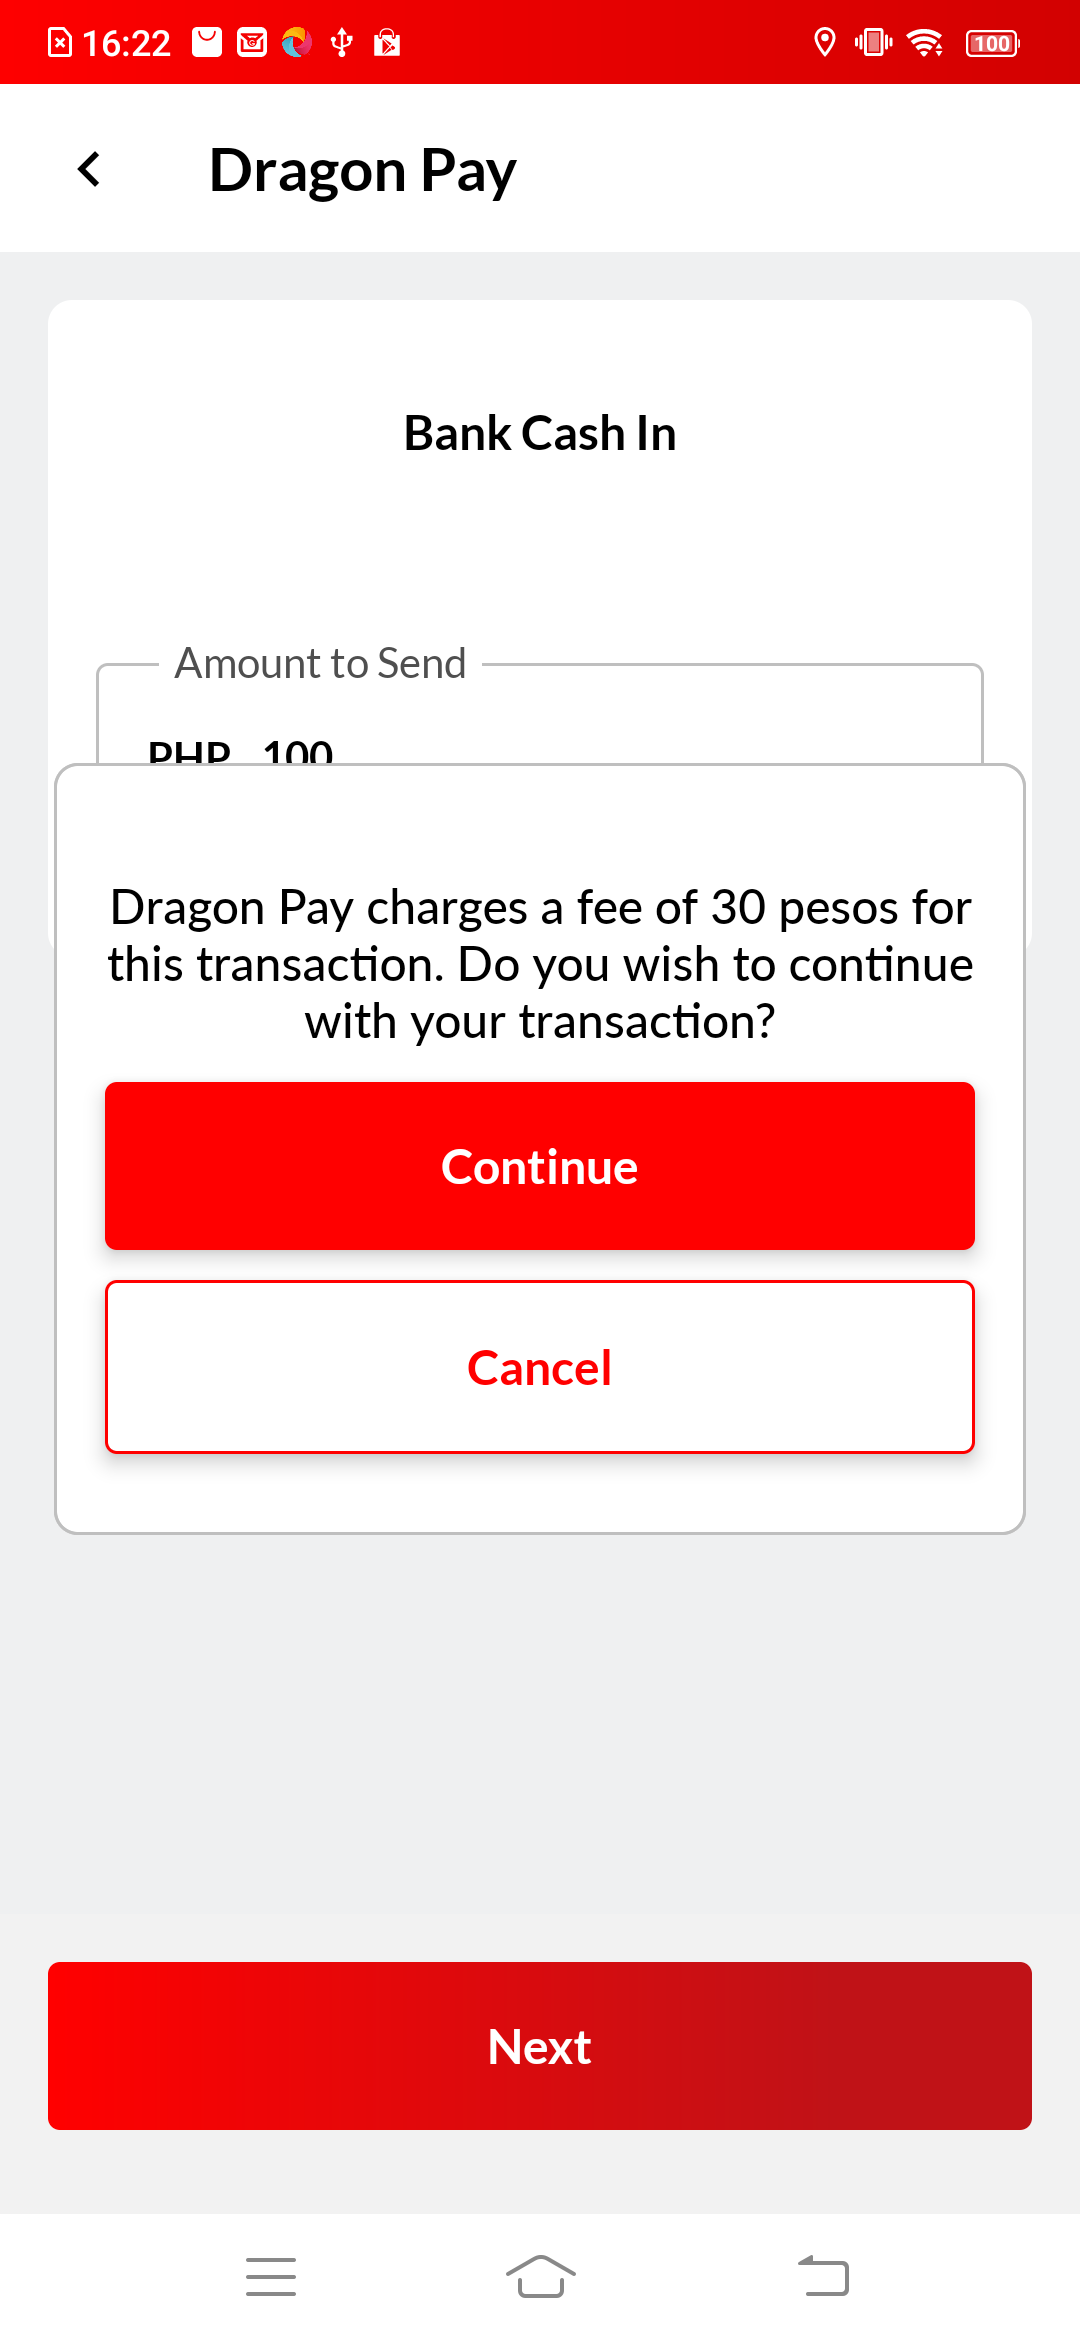 16:22
100
Dragon Pay
Bank Cash In
Amount to Send
PHP 100
Dragon Pay charges a fee of 30 pesos for
this transaction. Do you wish to continue
with your transaction?
Continue
Cancel
Next